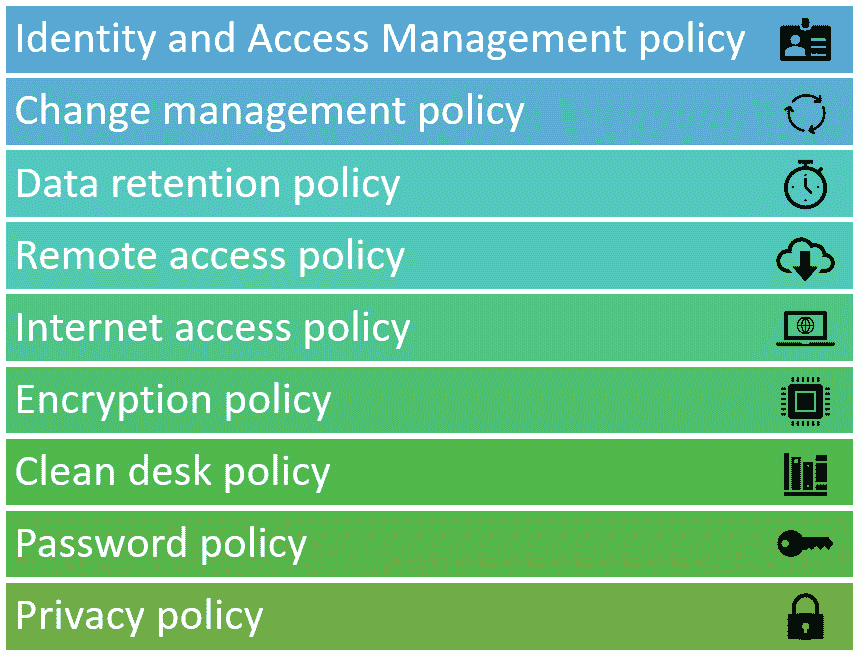 Identity and Access Management policy
Change management policy
Data retention policy
Remote access policy
Internet access policy
Encryption policy
Clean desk policy
Password policy
Privacy policy